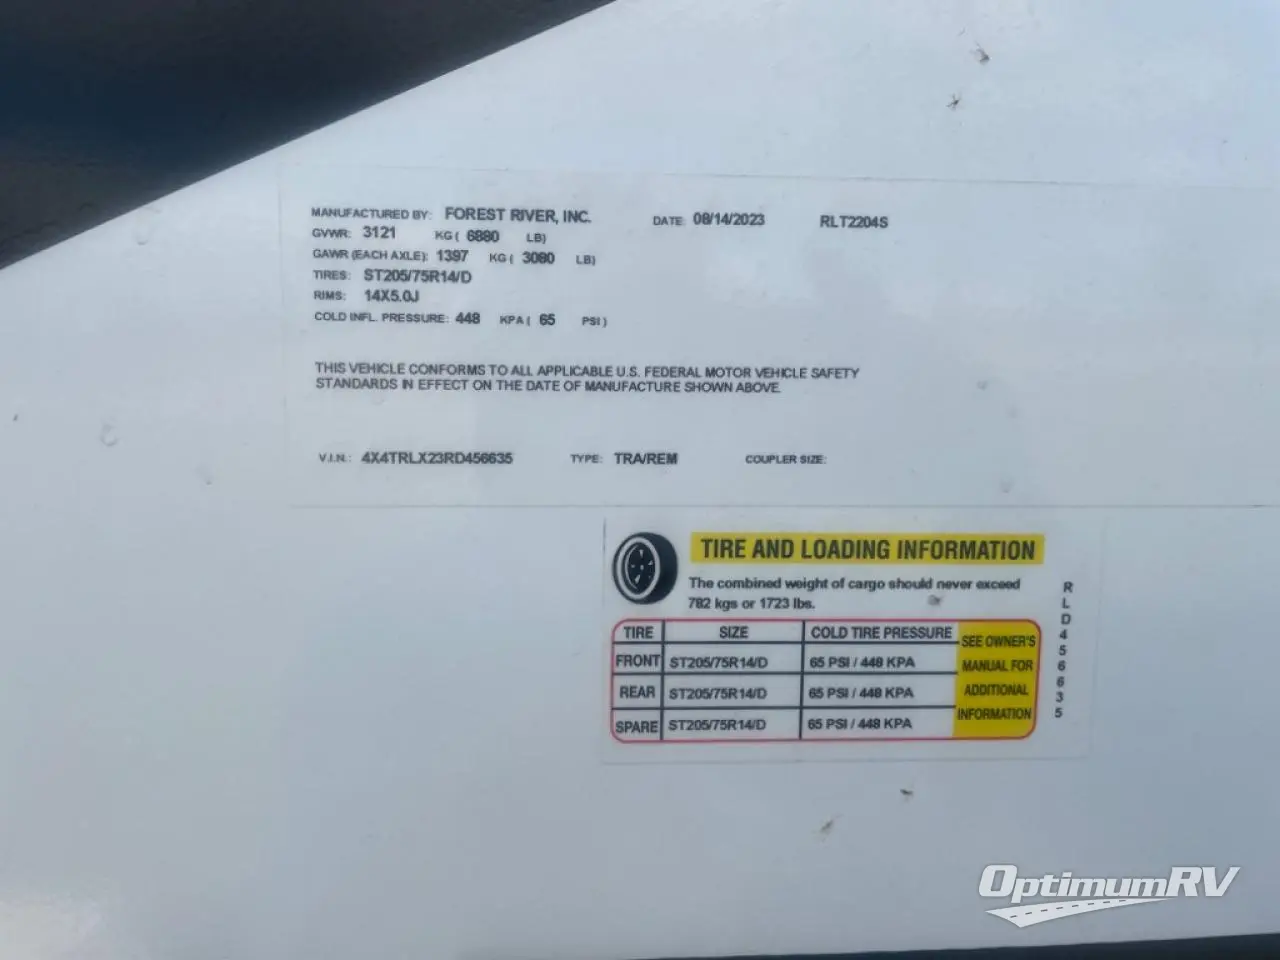 MANUFACTURED BY: FOREST RIVER, INC. DATE: 08/14/2023 RLT2204S
GVWR: 3121 KG ( 6880 LB)
GAWR (EACH AXLE): 1397 KG ( 3080 LB)
TIRES: ST205/75R14/D
RIMS: 14X5.0J
COLD INFL. PRESSURE: 448 KPA ( 65 PSI )
THIS VEHICLE CONFORMS TO ALL APPLICABLE U.S. FEDERAL MOTOR VEHICLE SAFETY
STANDARDS IN EFFECT ON THE DATE OF MANUFACTURE SHOWN ABOVE.
V.I.N.: 4X4TRLX23RD456635 TYPE: TRA/REM COUPLER SIZE:
TIRE AND LOADING INFORMATION
The combined weight of cargo should never exceed
782 kgs or 1723 lbs.
TIRE SIZE COLD TIRE PRESSURE
FRONT ST205/75R14/D 65 PSI / 448 KPA
REAR ST205/75R14/D 65 PSI / 448 KPA
SPARE ST205/75R14/D 65 PSI / 448 KPA
SEE OWNER'S
MANUAL FOR
ADDITIONAL
INFORMATION
RLD456635
OptimumRV